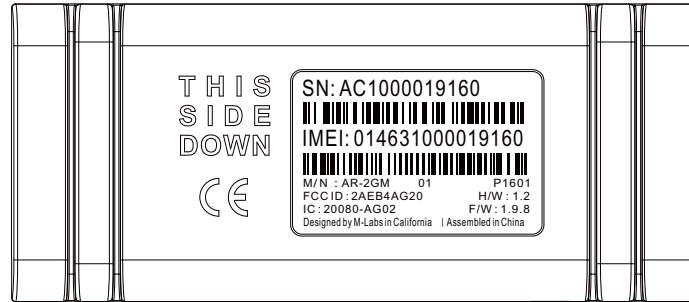 THIS
SIDE
DOWN
CE
SN: AC1000019160
IMEI: 014631000019160
M/N : AR-2GM 01 P1601
FCC ID : 2AEB4AG20 H/W : 1.2
IC : 20080-AG02 F/W : 1.9.8
Designed by M-Labs in California | Assembled in China